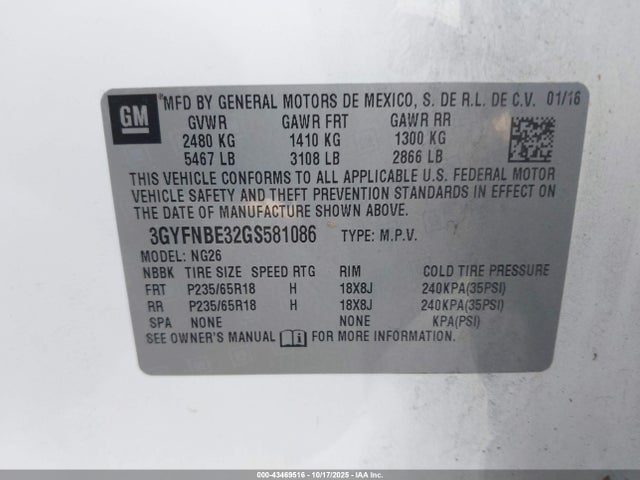 GM
MFD BY GENERAL MOTORS DE MEXICO, S. DE R.L. DE C.V. 01/16
GVWR GAWR FRT GAWR RR
2480 KG 1410 KG 1300 KG
5467 LB 3108 LB 2866 LB
THIS VEHICLE CONFORMS TO ALL APPLICABLE U.S. FEDERAL MOTOR
VEHICLE SAFETY AND THEFT PREVENTION STANDARDS IN EFFECT ON
THE DATE OF MANUFACTURE SHOWN ABOVE.
3GYFNBE32GS581086 TYPE: M.P.V.
MODEL: NG26
NBBK TIRE SIZE SPEED RTG RIM COLD TIRE PRESSURE
FRT P235/65R18 H 18X8J 240KPA(35PSI)
RR P235/65R18 H 18X8J 240KPA(35PSI)
SPA NONE NONE KPA(PSI)
SEE OWNER'S MANUAL FOR MORE INFORMATION.
000-43469516 - 10/17/2025 - IAA Inc.